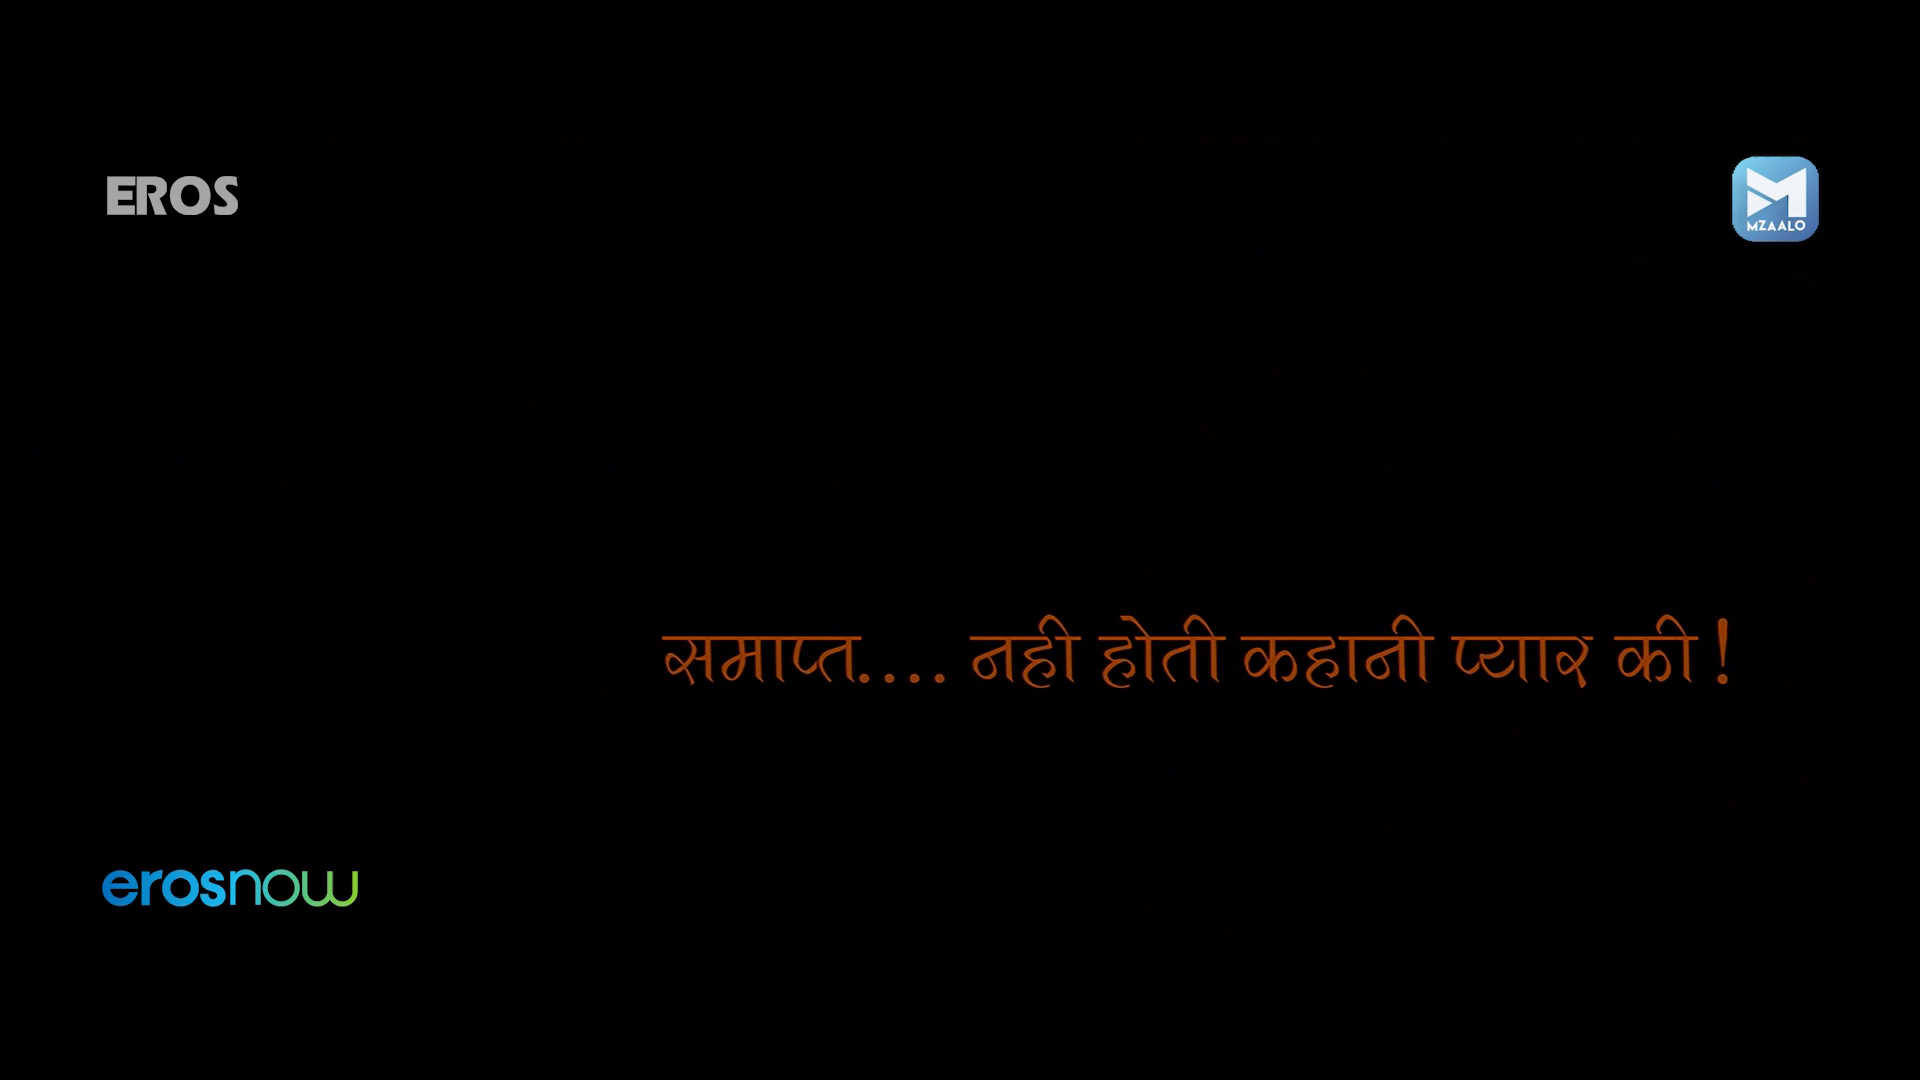 EROS
MZAALO
समाप्त.... नही होती कहानी प्यार की!
erosnow